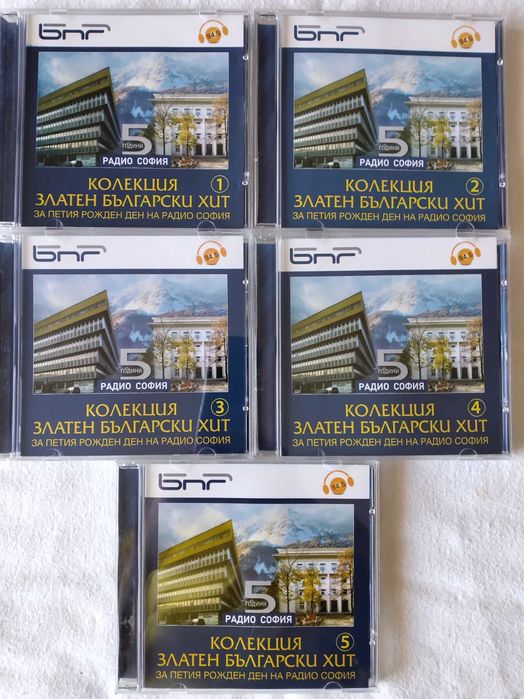 бнр 94.5
5
години
РАДИО СОФИЯ
КОЛЕКЦИЯ 1
ЗЛАТЕН БЪЛГАРСКИ ХИТ
ЗА ПЕТИЯ РОЖДЕН ДЕН НА РАДИО СОФИЯ
бнр 94.5
5
години
РАДИО СОФИЯ
КОЛЕКЦИЯ 2
ЗЛАТЕН БЪЛГАРСКИ ХИТ
ЗА ПЕТИЯ РОЖДЕН ДЕН НА РАДИО СОФИЯ
бнр 94.5
5
години
РАДИО СОФИЯ
КОЛЕКЦИЯ 3
ЗЛАТЕН БЪЛГАРСКИ ХИТ
ЗА ПЕТИЯ РОЖДЕН ДЕН НА РАДИО СОФИЯ
бнр 94.5
5
години
РАДИО СОФИЯ
КОЛЕКЦИЯ 4
ЗЛАТЕН БЪЛГАРСКИ ХИТ
ЗА ПЕТИЯ РОЖДЕН ДЕН НА РАДИО СОФИЯ
бнр 94.5
5
години
РАДИО СОФИЯ
КОЛЕКЦИЯ 5
ЗЛАТЕН БЪЛГАРСКИ ХИТ
ЗА ПЕТИЯ РОЖДЕН ДЕН НА РАДИО СОФИЯ